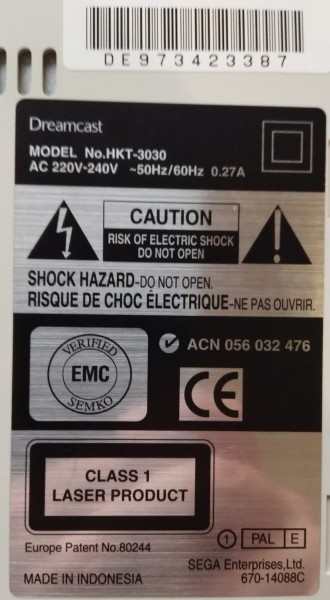 DE973423387
Dreamcast
MODEL No.HKT-3030
AC 220V-240V ~50Hz/60Hz 0.27A
CAUTION
RISK OF ELECTRIC SHOCK
DO NOT OPEN
SHOCK HAZARD-DO NOT OPEN.
RISQUE DE CHOC ÉLECTRIQUE-NE PAS OUVRIR.
VERIFIED
EMC
SEMKO
ACN 056 032 476
CE
CLASS 1
LASER PRODUCT
Europe Patent No.80244
1 PAL E
MADE IN INDONESIA
SEGA Enterprises,Ltd.
670-14088C